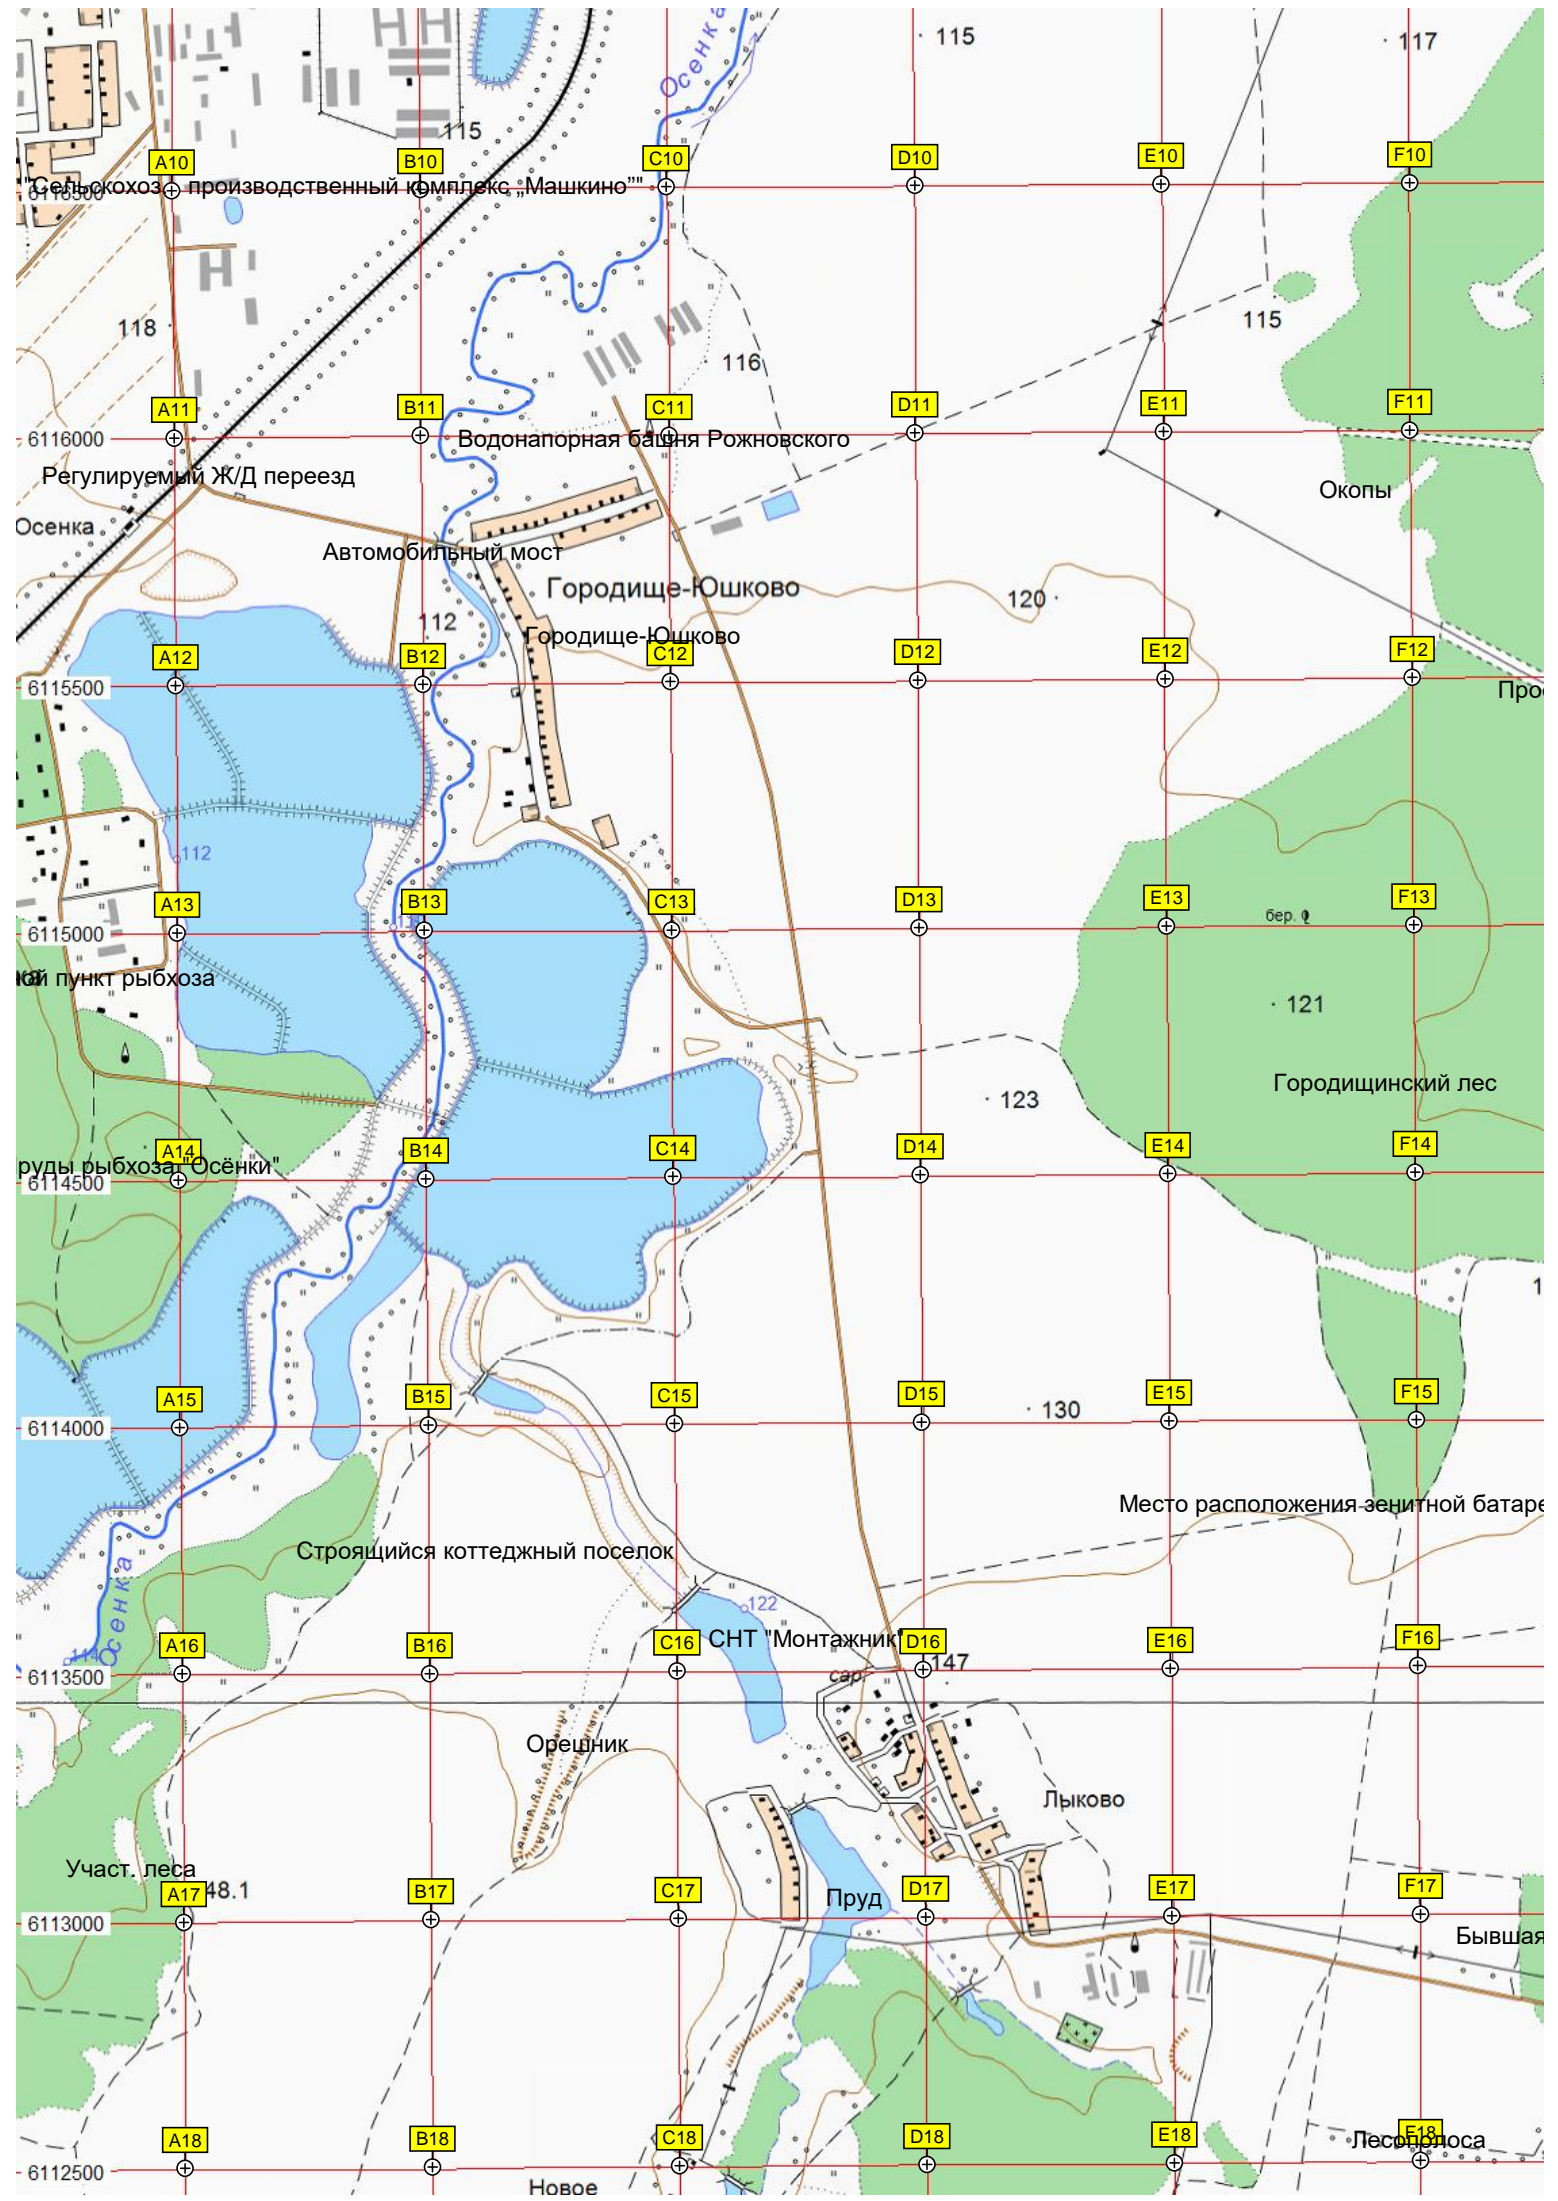 Осенка
115
117
115
A10
B10
C10
D10
E10
F10
"Сельскохоз производственный комплекс „Машкино”"
6116500
118
115
116
A11
B11
C11
D11
E11
F11
6116000
Водонапорная башня Рожновского
Регулируемый Ж/Д переезд
Окопы
Осенка
Автомобильный мост
Городище-Юшково
120
112
Городище-Юшково
A12
B12
C12
D12
E12
F12
6115500
Про
112
A13
B13
C13
D13
E13
F13
бер.
6115000
ой пункт рыбхоза
121
Городищинский лес
123
A14
B14
C14
D14
E14
F14
руды рыбхоза "Осёнки"
6114500
1
A15
B15
C15
D15
E15
F15
130
6114000
Место расположения зенитной батаре
Строящийся коттеджный поселок
Осенка
122
СНТ "Монтажник"
A16
B16
C16
D16
E16
F16
114
147
6113500
сар.
Орешник
Лыково
Участ. леса
A17
48.1
B17
C17
Пруд
D17
E17
F17
6113000
Бывшая
A18
B18
C18
D18
E18
F18
Лесополоса
6112500
Новое